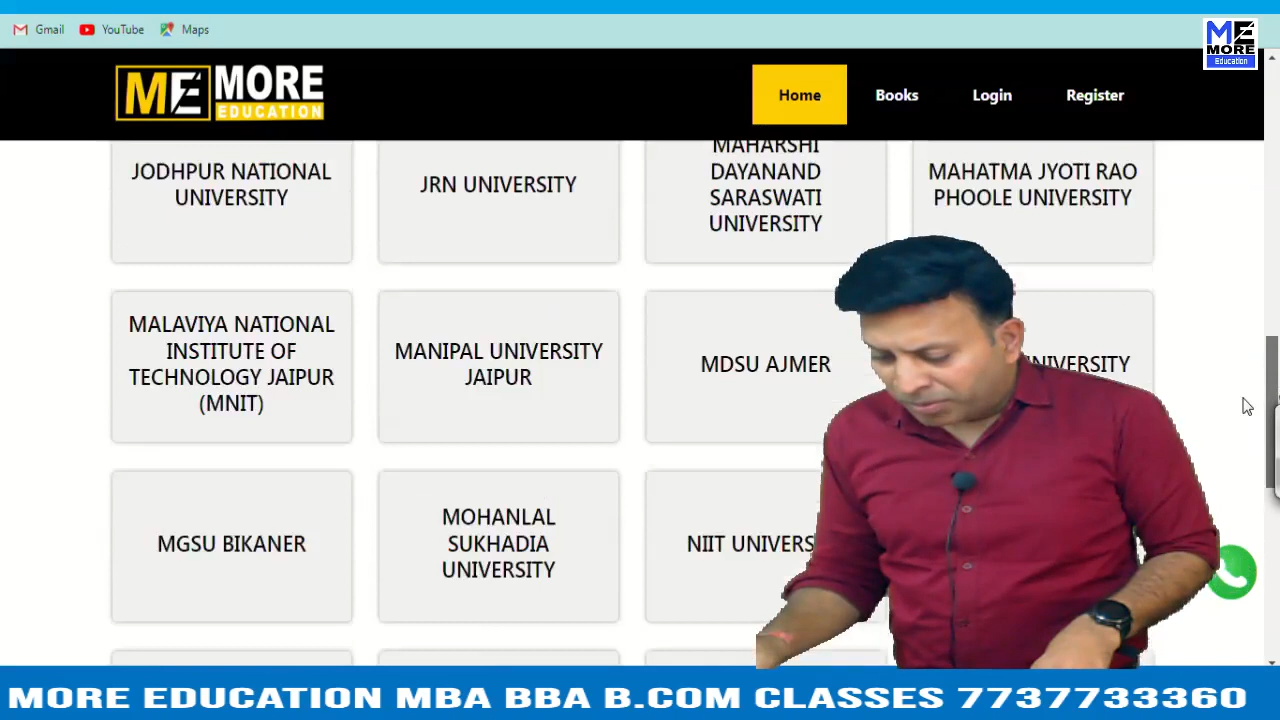 Gmail YouTube Maps
ME
MORE
Education
ME MORE
EDUCATION
Home Books Login Register
JODHPUR NATIONAL
UNIVERSITY
JRN UNIVERSITY
MAHARSHI
DAYANAND
SARASWATI
UNIVERSITY
MAHATMA JYOTI RAO
PHOOLE UNIVERSITY
MALAVIYA NATIONAL
INSTITUTE OF
TECHNOLOGY JAIPUR
(MNIT)
MANIPAL UNIVERSITY
JAIPUR
MDSU AJMER
MGSU BIKANER
MOHANLAL
SUKHADIA
UNIVERSITY
NIIT
MORE EDUCATION MBA BBA B.COM CLASSES 7737733360